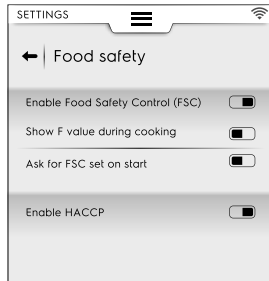 SETTINGS
Food safety
Enable Food Safety Control (FSC)
Show F value during cooking
Ask for FSC set on start
Enable HACCP